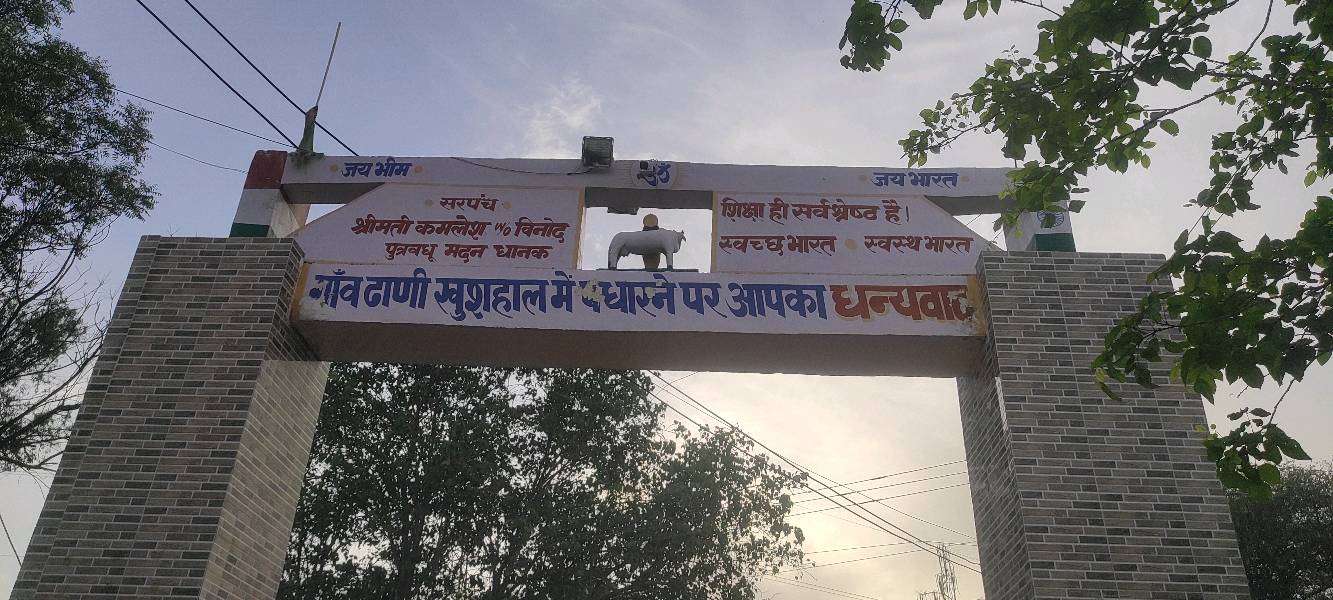 जय भीम
जय भारत
सरपंच
श्रीमती कमलेश w/o विनोद
पुत्रवधू मदन धानक
शिक्षा ही सर्वश्रेष्ठ है।
स्वच्छ भारत स्वस्थ भारत
गाँव ढाणी खुशहाल में पधारने पर आपका धन्यवाद